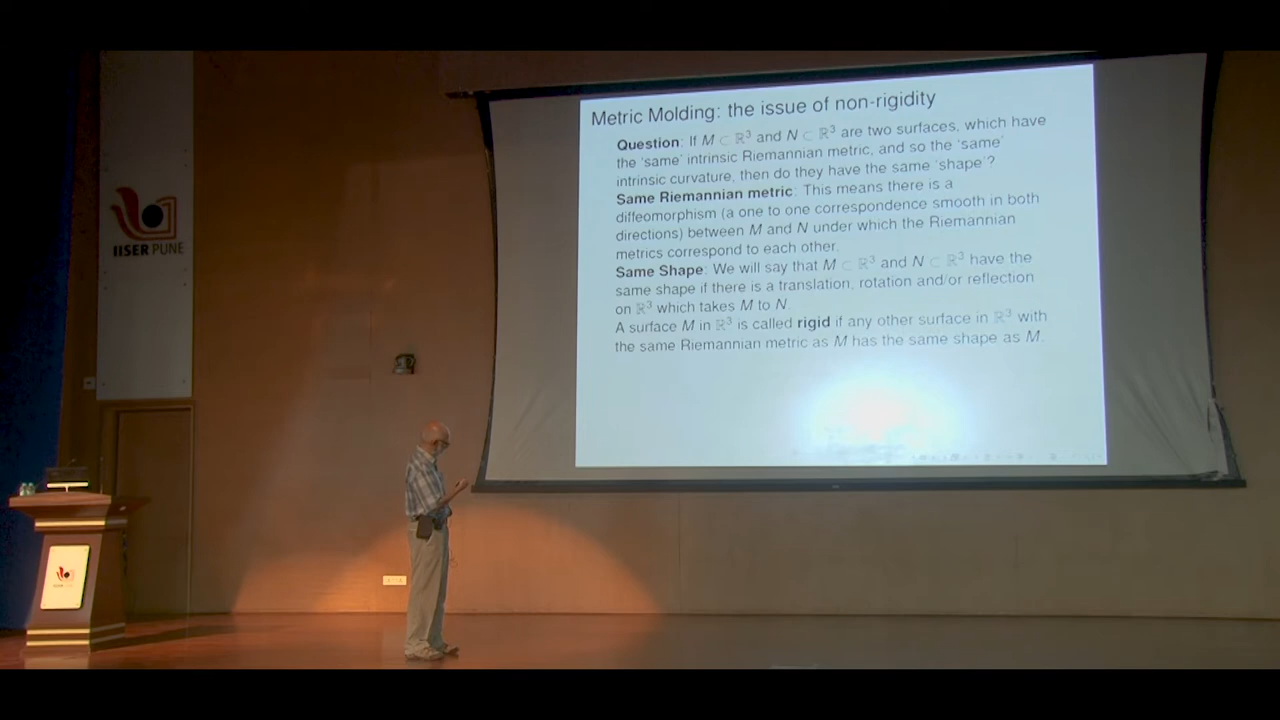 Metric Molding: the issue of non-rigidity
Question: If M ⊂ ℝ³ and N ⊂ ℝ³ are two surfaces, which have
the ‘same’ intrinsic Riemannian metric, and so the ‘same’
intrinsic curvature, then do they have the same ‘shape’?
Same Riemannian metric: This means there is a
diffeomorphism (a one to one correspondence smooth in both
directions) between M and N under which the Riemannian
metrics correspond to each other.
Same Shape: We will say that M ⊂ ℝ³ and N ⊂ ℝ³ have the
same shape if there is a translation, rotation and/or reflection
on ℝ³ which takes M to N.
A surface M in ℝ³ is called rigid if any other surface in ℝ³ with
the same Riemannian metric as M has the same shape as M.
IISER PUNE